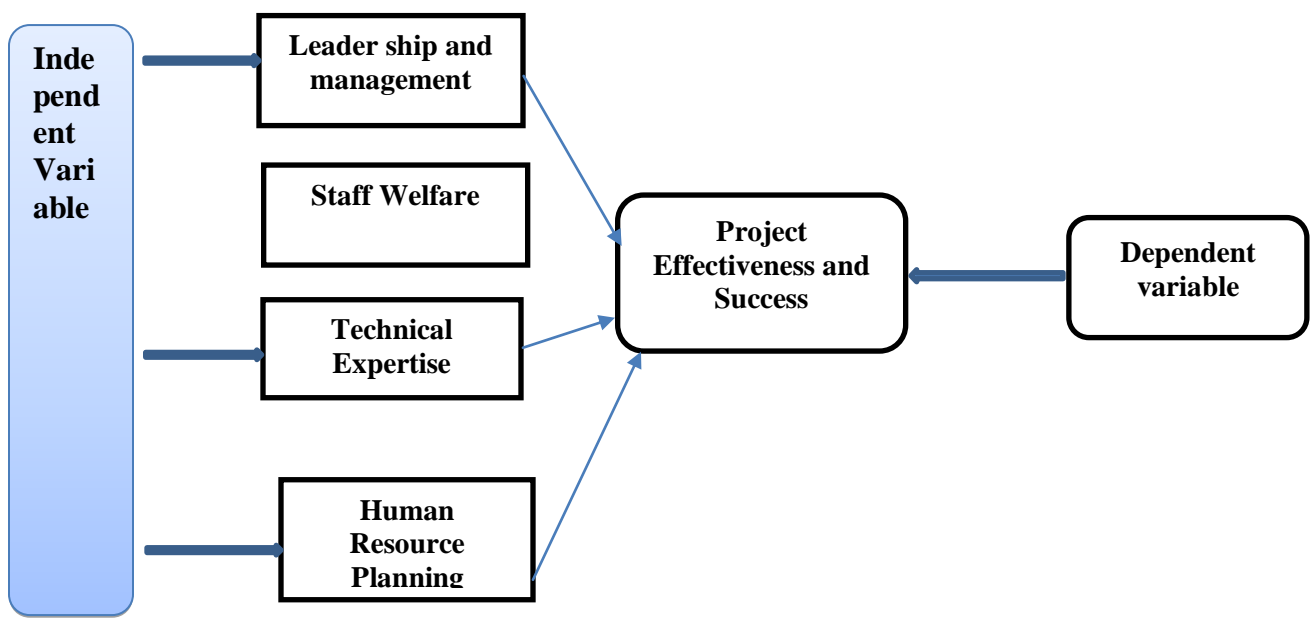 Inde
pend
ent
Vari
able
Leader ship and
management
Staff Welfare
Technical
Expertise
Human
Resource
Planning
Project
Effectiveness and
Success
Dependent
variable